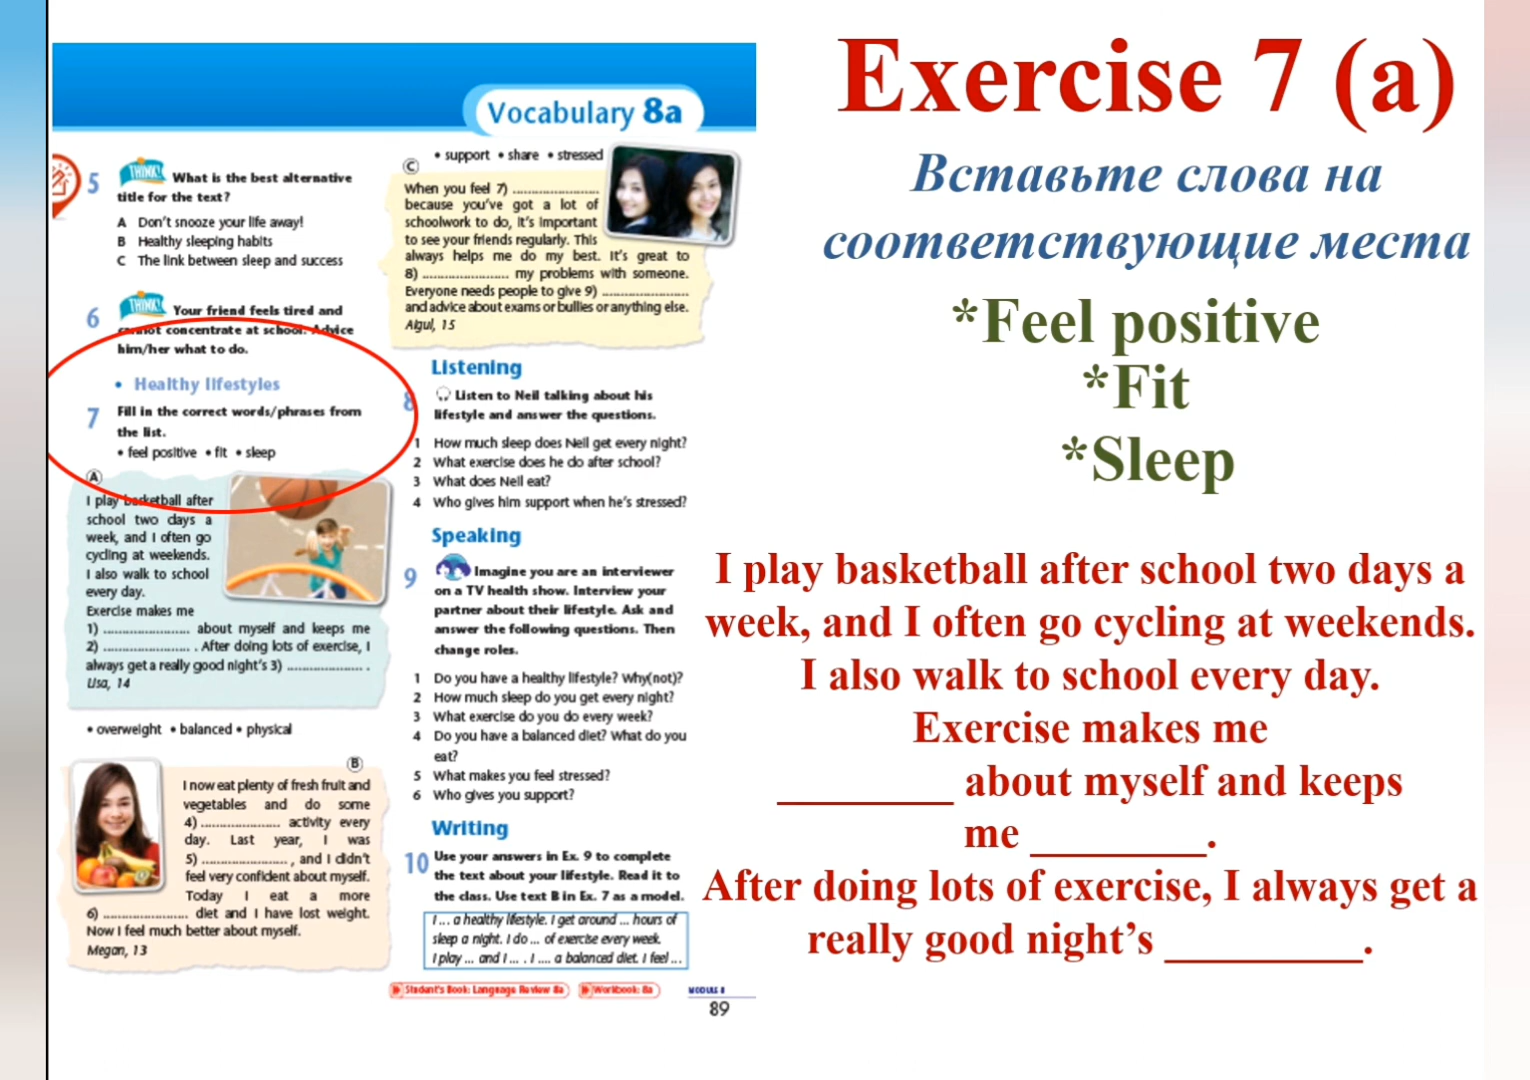 Vocabulary 8a
5 THINK! What is the best alternative
title for the text?
A Don't snooze your life away!
B Healthy sleeping habits
C The link between sleep and success
6 THINK! Your friend feels tired and
cannot concentrate at school. Advice
him/her what to do.
• Healthy lifestyles
7 Fill in the correct words/phrases from
the list.
• feel positive • fit • sleep
A
I play basketball after
school two days a
week, and I often go
cycling at weekends.
I also walk to school
every day.
Exercise makes me
1) ........................ about myself and keeps me
2) ........................ . After doing lots of exercise, I
always get a really good night's 3) ..................... .
Lisa, 14
• overweight • balanced • physical
B
I now eat plenty of fresh fruit and
vegetables and do some
4) ...................... activity every
day. Last year, I was
5) ........................ , and I didn't
feel very confident about myself.
Today I eat a more
6) ........................ diet and I have lost weight.
Now I feel much better about myself.
Megan, 13
• support • share • stressed
C
When you feel 7) ........................
because you've got a lot of
schoolwork to do, it's important
to see your friends regularly. This
always helps me do my best. It's great to
8) ........................ my problems with someone.
Everyone needs people to give 9) ........................
and advice about exams or bullies or anything else.
Aigul, 15
Listening
8 Listen to Neil talking about his
lifestyle and answer the questions.
1 How much sleep does Neil get every night?
2 What exercise does he do after school?
3 What does Neil eat?
4 Who gives him support when he's stressed?
Speaking
9 Imagine you are an interviewer
on a TV health show. Interview your
partner about their lifestyle. Ask and
answer the following questions. Then
change roles.
1 Do you have a healthy lifestyle? Why(not)?
2 How much sleep do you get every night?
3 What exercise do you do every week?
4 Do you have a balanced diet? What do you
eat?
5 What makes you feel stressed?
6 Who gives you support?
Writing
10 Use your answers in Ex. 9 to complete
the text about your lifestyle. Read it to
the class. Use text B in Ex. 7 as a model.
I ... a healthy lifestyle. I get around ... hours of
sleep a night. I do ... of exercise every week.
I play ... and I ... . I .... a balanced diet. I feel ...
Student's Book: Language Review 8a Workbook: 8a MODULE 8
89
Exercise 7 (a)
Вставьте слова на
соответствующие места
*Feel positive
*Fit
*Sleep
I play basketball after school two days a
week, and I often go cycling at weekends.
I also walk to school every day.
Exercise makes me
________ about myself and keeps
me ________.
After doing lots of exercise, I always get a
really good night’s _________.